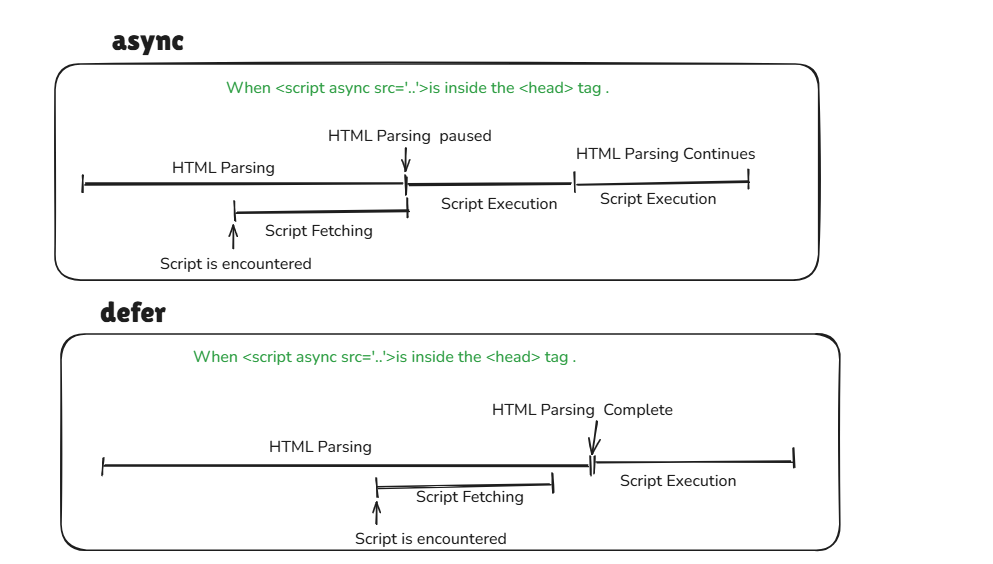 async
When <script async src='..'>is inside the <head> tag .
HTML Parsing  paused
HTML Parsing Continues
HTML Parsing
Script Execution
Script Execution
Script Fetching
Script is encountered
defer
When <script async src='..'>is inside the <head> tag .
HTML Parsing  Complete
HTML Parsing
Script Execution
Script Fetching
Script is encountered